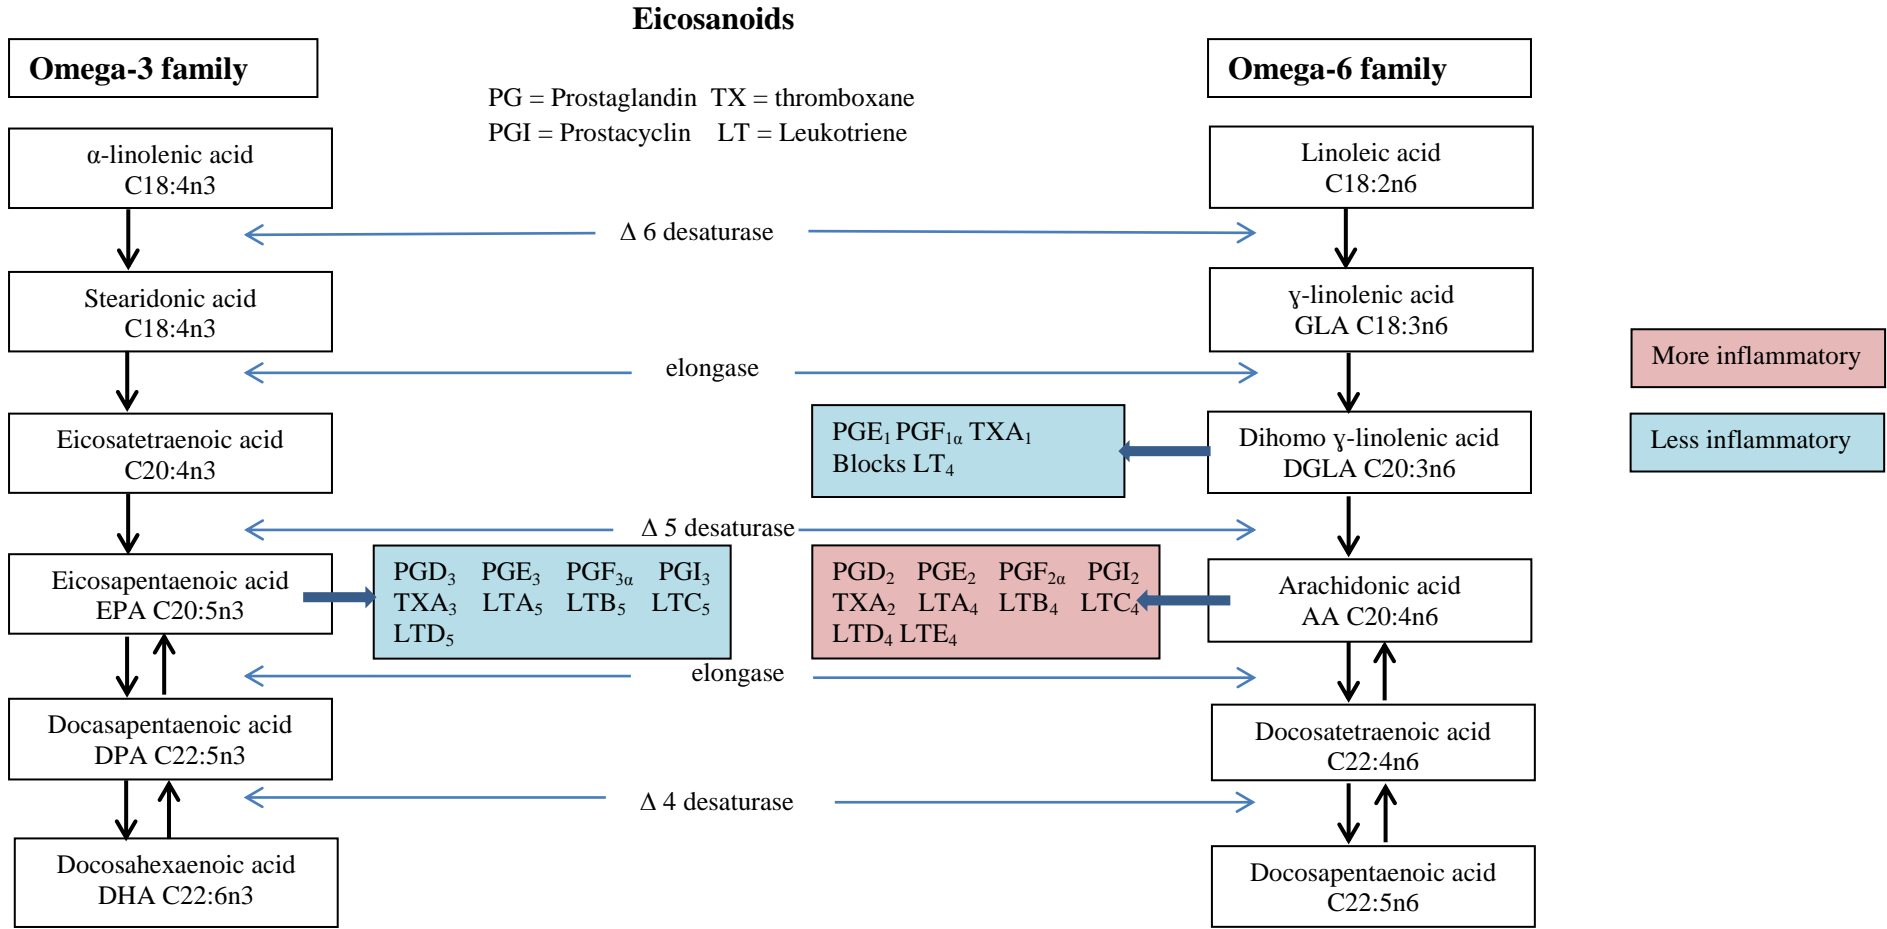 Eicosanoids
Omega-3 family
Omega-6 family
PG = Prostaglandin TX = thromboxane
PGI = Prostacyclin LT = Leukotriene
α-linolenic acid
C18:4n3
Linoleic acid
C18:2n6
Δ 6 desaturase
Stearidonic acid
C18:4n3
ɣ-linolenic acid
GLA C18:3n6
More inflammatory
Less inflammatory
elongase
Eicosatetraenoic acid
C20:4n3
PGE₁ PGF₁α TXA₁
Blocks LT₄
Dihomo ɣ-linolenic acid
DGLA C20:3n6
Δ 5 desaturase
Eicosapentaenoic acid
EPA C20:5n3
PGD₃ PGE₃ PGF₃α PGI₃
TXA₃ LTA₅ LTB₅ LTC₅
LTD₅
PGD₂ PGE₂ PGF₂α PGI₂
TXA₂ LTA₄ LTB₄ LTC₄
LTD₄ LTE₄
Arachidonic acid
AA C20:4n6
elongase
Docasapentaenoic acid
DPA C22:5n3
Docosatetraenoic acid
C22:4n6
Δ 4 desaturase
Docosahexaenoic acid
DHA C22:6n3
Docosapentaenoic acid
C22:5n6